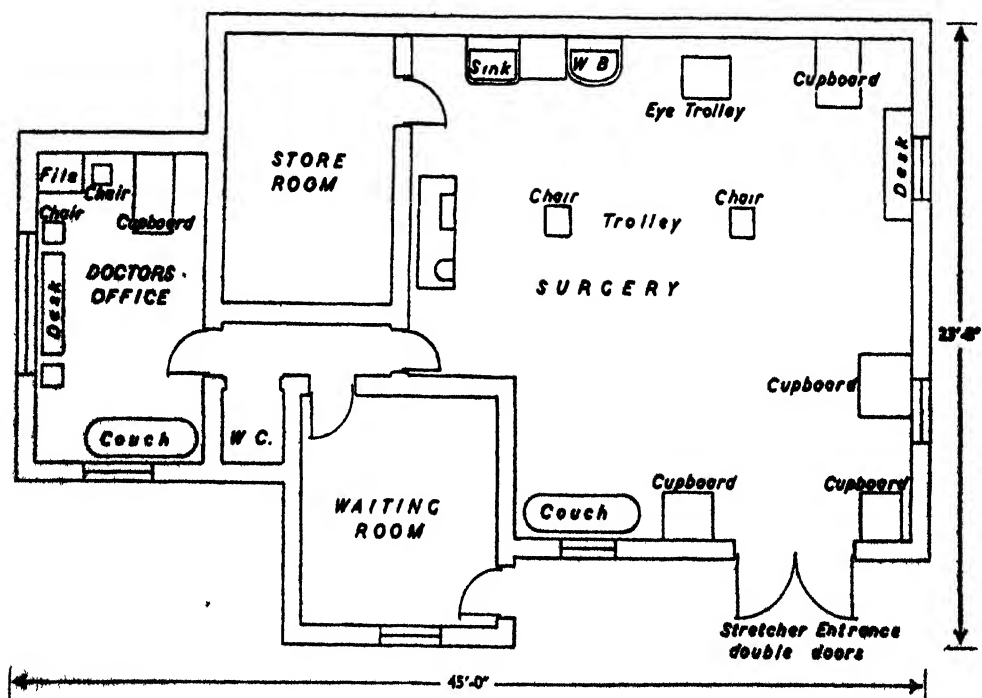 Sink
W B
Eye Trolley
Cupboard
Desk
STORE
ROOM
File
Chair
Chair
Cupboard
DOCTORS
OFFICE
Desk
Couch
W C.
Chair
Trolley
Chair
SURGERY
Cupboard
WAITING
ROOM
Couch
Cupboard
Cupboard
Stretcher Entrance
double doors
45'-0"